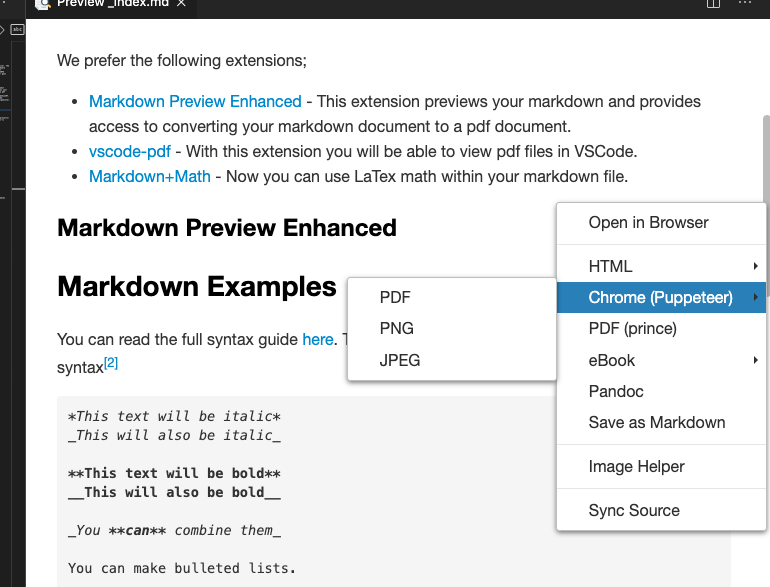 Preview _index.md ×
abc
We prefer the following extensions;
• Markdown Preview Enhanced - This extension previews your markdown and provides
access to converting your markdown document to a pdf document.
• vscode-pdf - With this extension you will be able to view pdf files in VSCode.
• Markdown+Math - Now you can use LaTex math within your markdown file.
Markdown Preview Enhanced
Markdown Examples
You can read the full syntax guide here.
syntax[2]
*This text will be italic*
_This will also be italic_
**This text will be bold**
__This will also be bold__
_You **can** combine them_
You can make bulleted lists.
Open in Browser
HTML
Chrome (Puppeteer)
PDF
PNG
JPEG
PDF (prince)
eBook
Pandoc
Save as Markdown
Image Helper
Sync Source